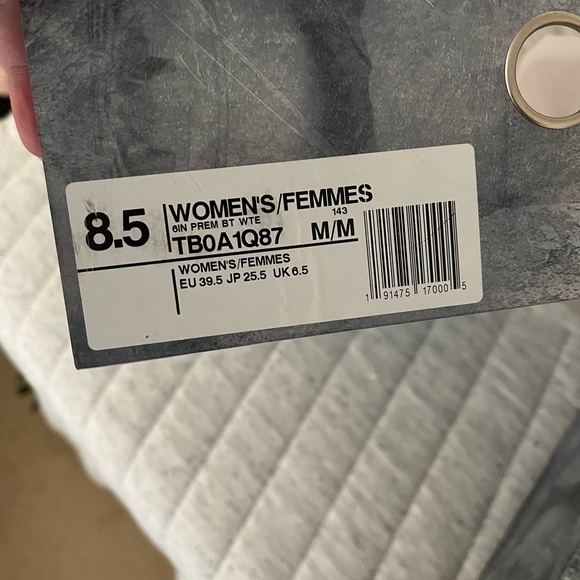 8.5
WOMEN'S/FEMMES
6IN PREM BT WTE 143
TB0A1Q87 M/M
WOMEN'S/FEMMES
EU 39.5 JP 25.5 UK 6.5
1 91475 17000 5